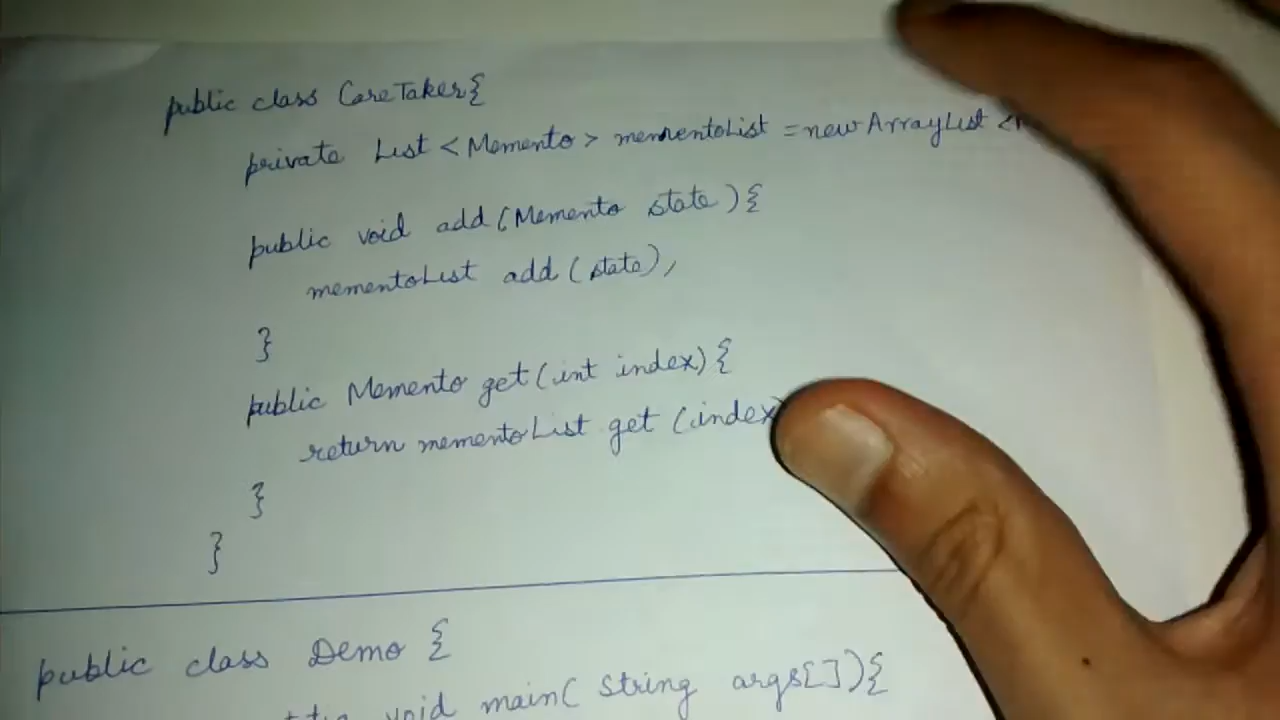 public class CareTaker{
private List <Memento> mementoList = new ArrayList <
public void add (Memento state ) {
mementoList add (state),
}
public Memento get (int index) {
return mementoList get (index)
}
}
public class Demo {
void main( String args[]){